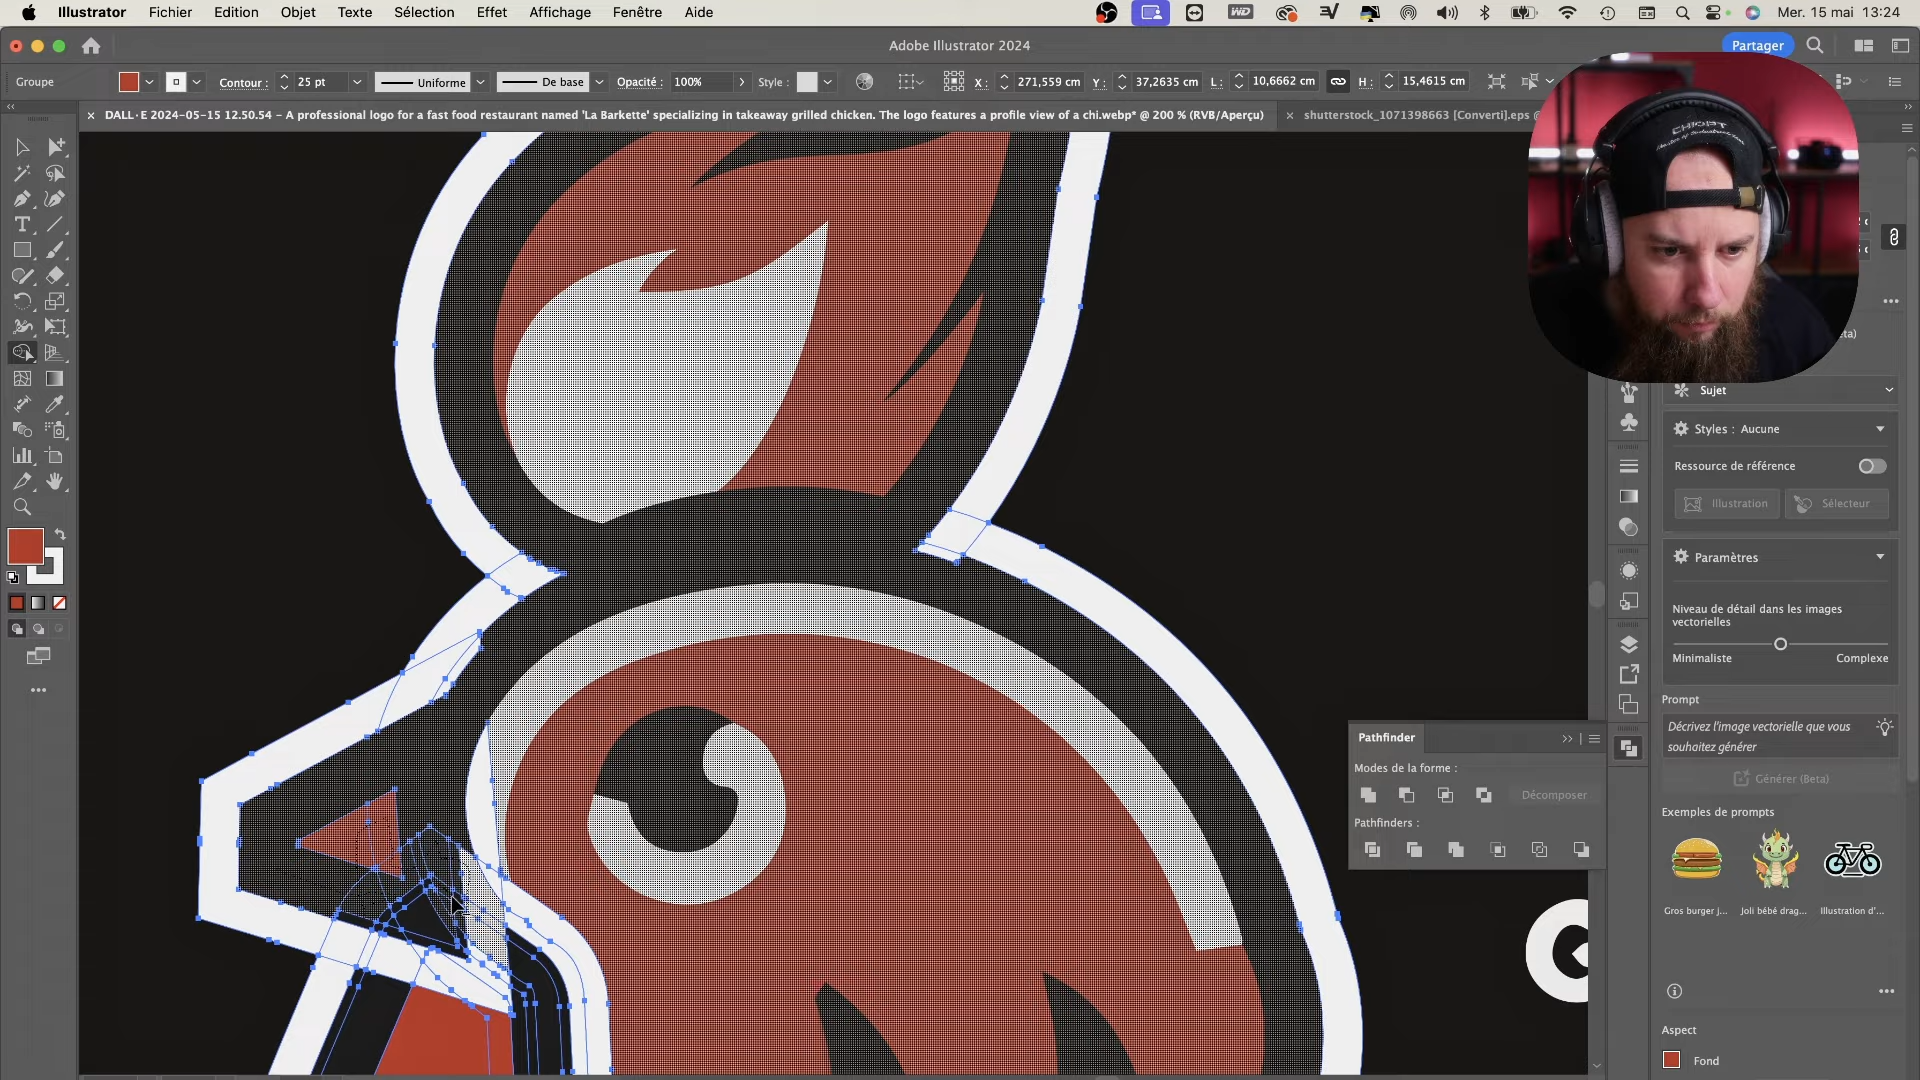 Illustrator Fichier Edition Objet Texte Sélection Effet Affichage Fenêtre Aide
Mer. 15 mai 13:24
Adobe Illustrator 2024
Partager
Groupe
Contour : 25 pt
Uniforme
De base
Opacité : 100%
Style :
X : 271,559 cm
Y : 37,2635 cm
L : 10,6662 cm
H : 15,4615 cm
× DALL·E 2024-05-15 12.50.54 – A professional logo for a fast food restaurant named 'La Barkette' specializing in takeaway grilled chicken. The logo features a profile view of a chi.webp* @ 200 % (RVB/Aperçu)
× shutterstock_1071398663 [Converti].eps @
CHIOPT
Sujet
Styles : Aucune
Ressource de référence
Illustration
Sélecteur
Paramètres
Niveau de détail dans les images
vectorielles
Minimaliste
Complexe
Prompt
Décrivez l'image vectorielle que vous
souhaitez générer
Générer (Beta)
Exemples de prompts
Gros burger j...
Joli bébé drag...
Illustration d'...
Aspect
Fond
Pathfinder
Modes de la forme :
Décomposer
Pathfinders :